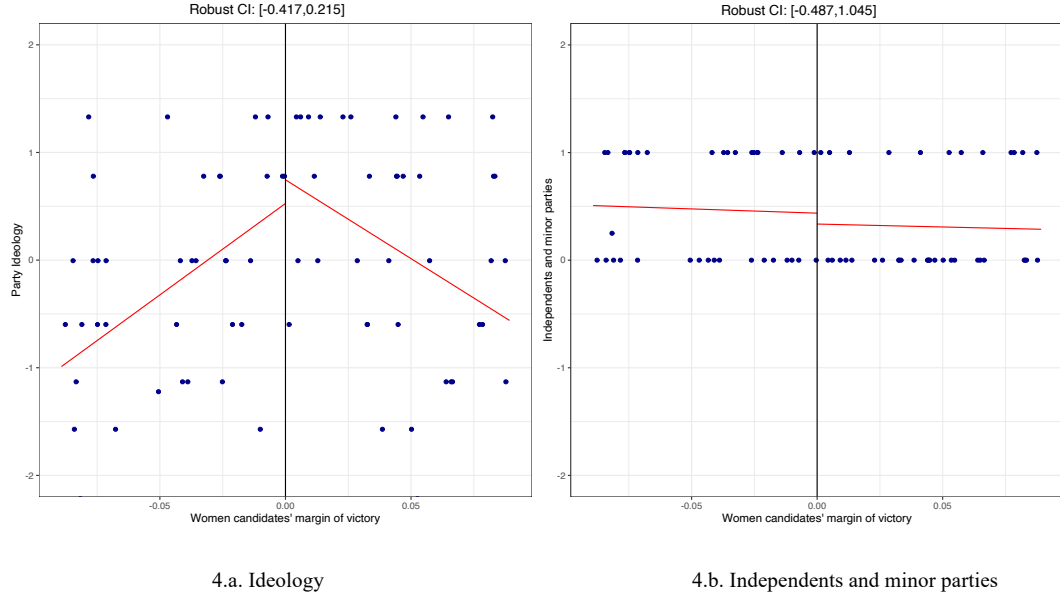 Robust CI: [-0.417,0.215]
2
1
0
-1
-2
Party Ideology
-0.05
0.00
0.05
Women candidates' margin of victory
4.a. Ideology
Robust CI: [-0.487,1.045]
2
1
0
-1
-2
Independents and minor parties
-0.05
0.00
0.05
Women candidates' margin of victory
4.b. Independents and minor parties